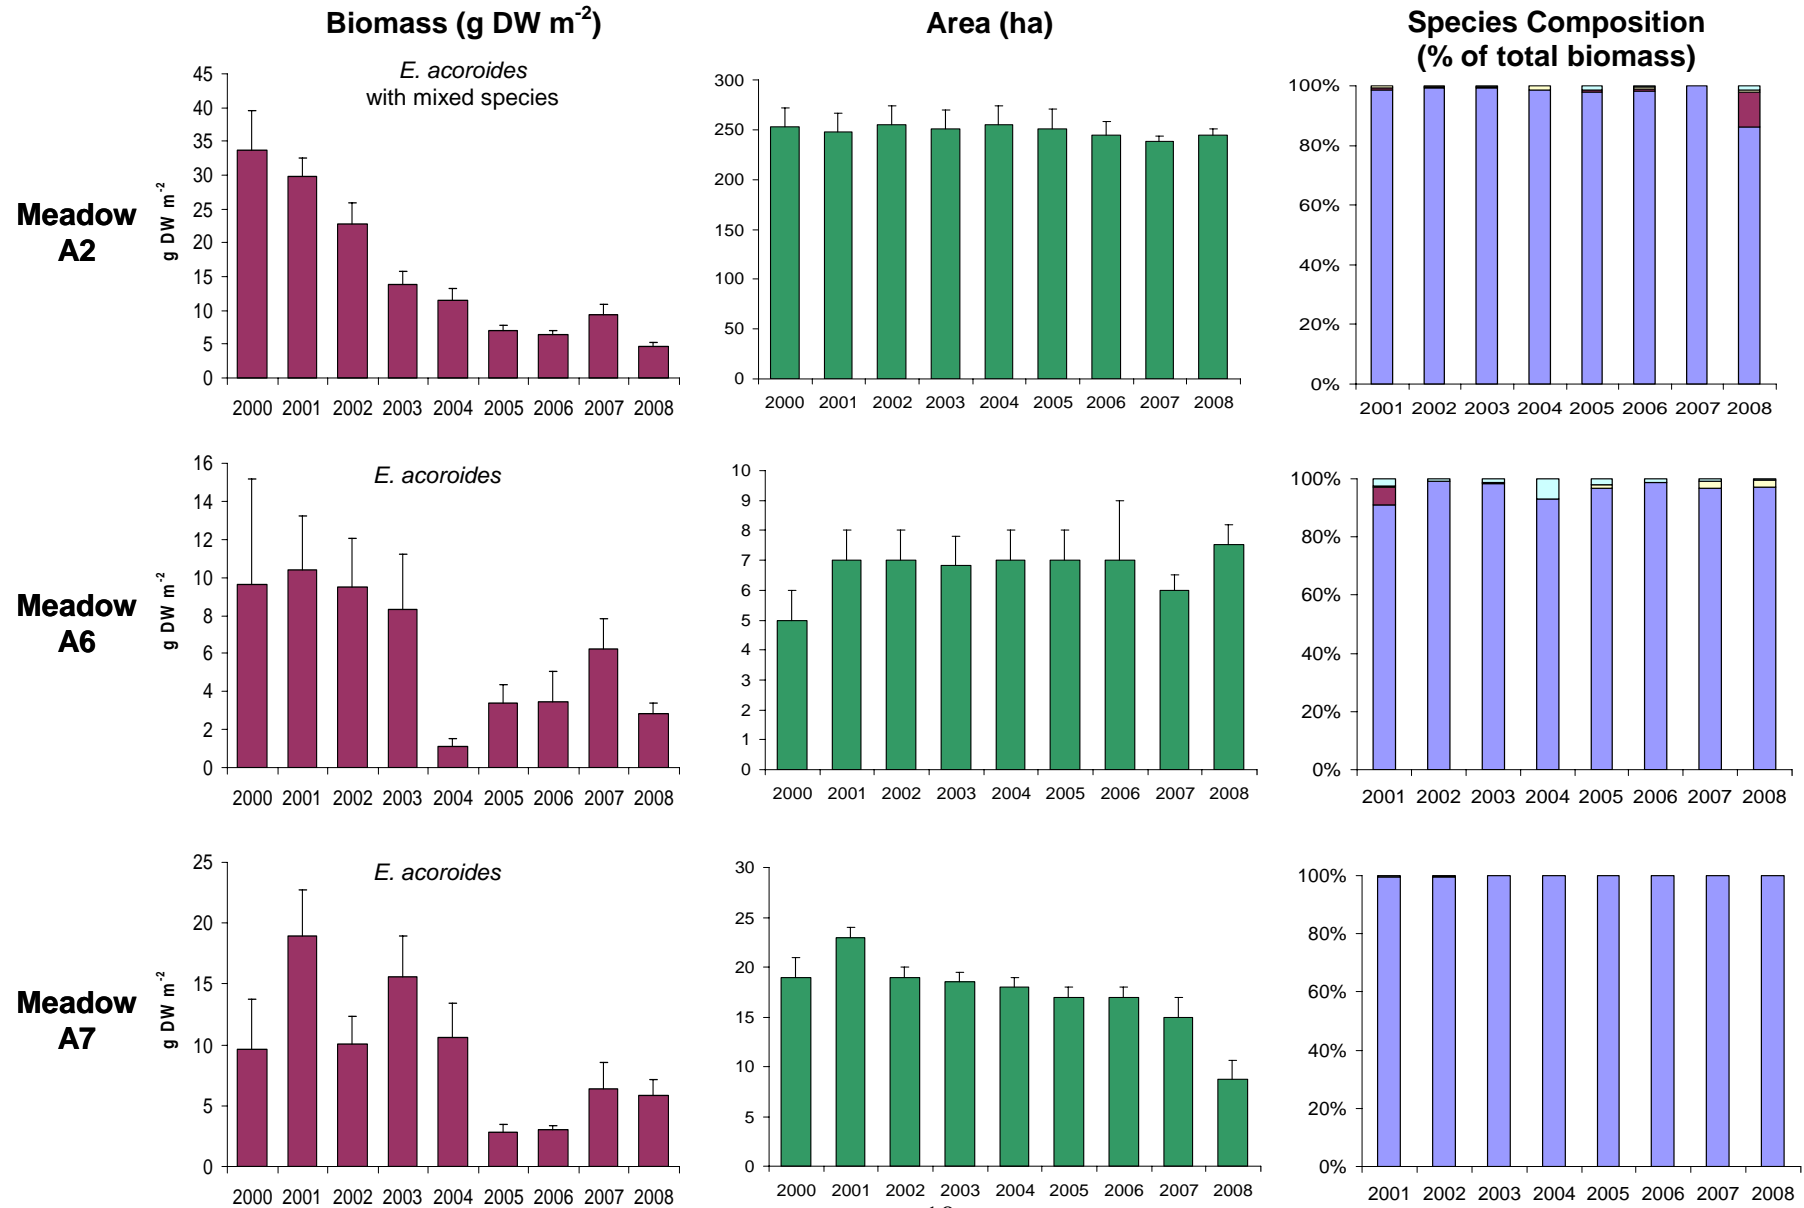 Biomass (g DW m-2)
Area (ha)
Species Composition
(% of total biomass)
Meadow
A2
g DW m-2
E. acoroides
with mixed species
45
40
35
30
25
20
15
10
5
0
2000 2001 2002 2003 2004 2005 2006 2007 2008
300
250
200
150
100
50
0
2000 2001 2002 2003 2004 2005 2006 2007 2008
100%
80%
60%
40%
20%
0%
2001 2002 2003 2004 2005 2006 2007 2008
Meadow
A6
g DW m-2
E. acoroides
16
14
12
10
8
6
4
2
0
2000 2001 2002 2003 2004 2005 2006 2007 2008
10
9
8
7
6
5
4
3
2
1
0
2000 2001 2002 2003 2004 2005 2006 2007 2008
100%
80%
60%
40%
20%
0%
2001 2002 2003 2004 2005 2006 2007 2008
Meadow
A7
g DW m-2
E. acoroides
25
20
15
10
5
0
2000 2001 2002 2003 2004 2005 2006 2007 2008
30
25
20
15
10
5
0
2000 2001 2002 2003 2004 2005 2006 2007 2008
100%
80%
60%
40%
20%
0%
2001 2002 2003 2004 2005 2006 2007 2008